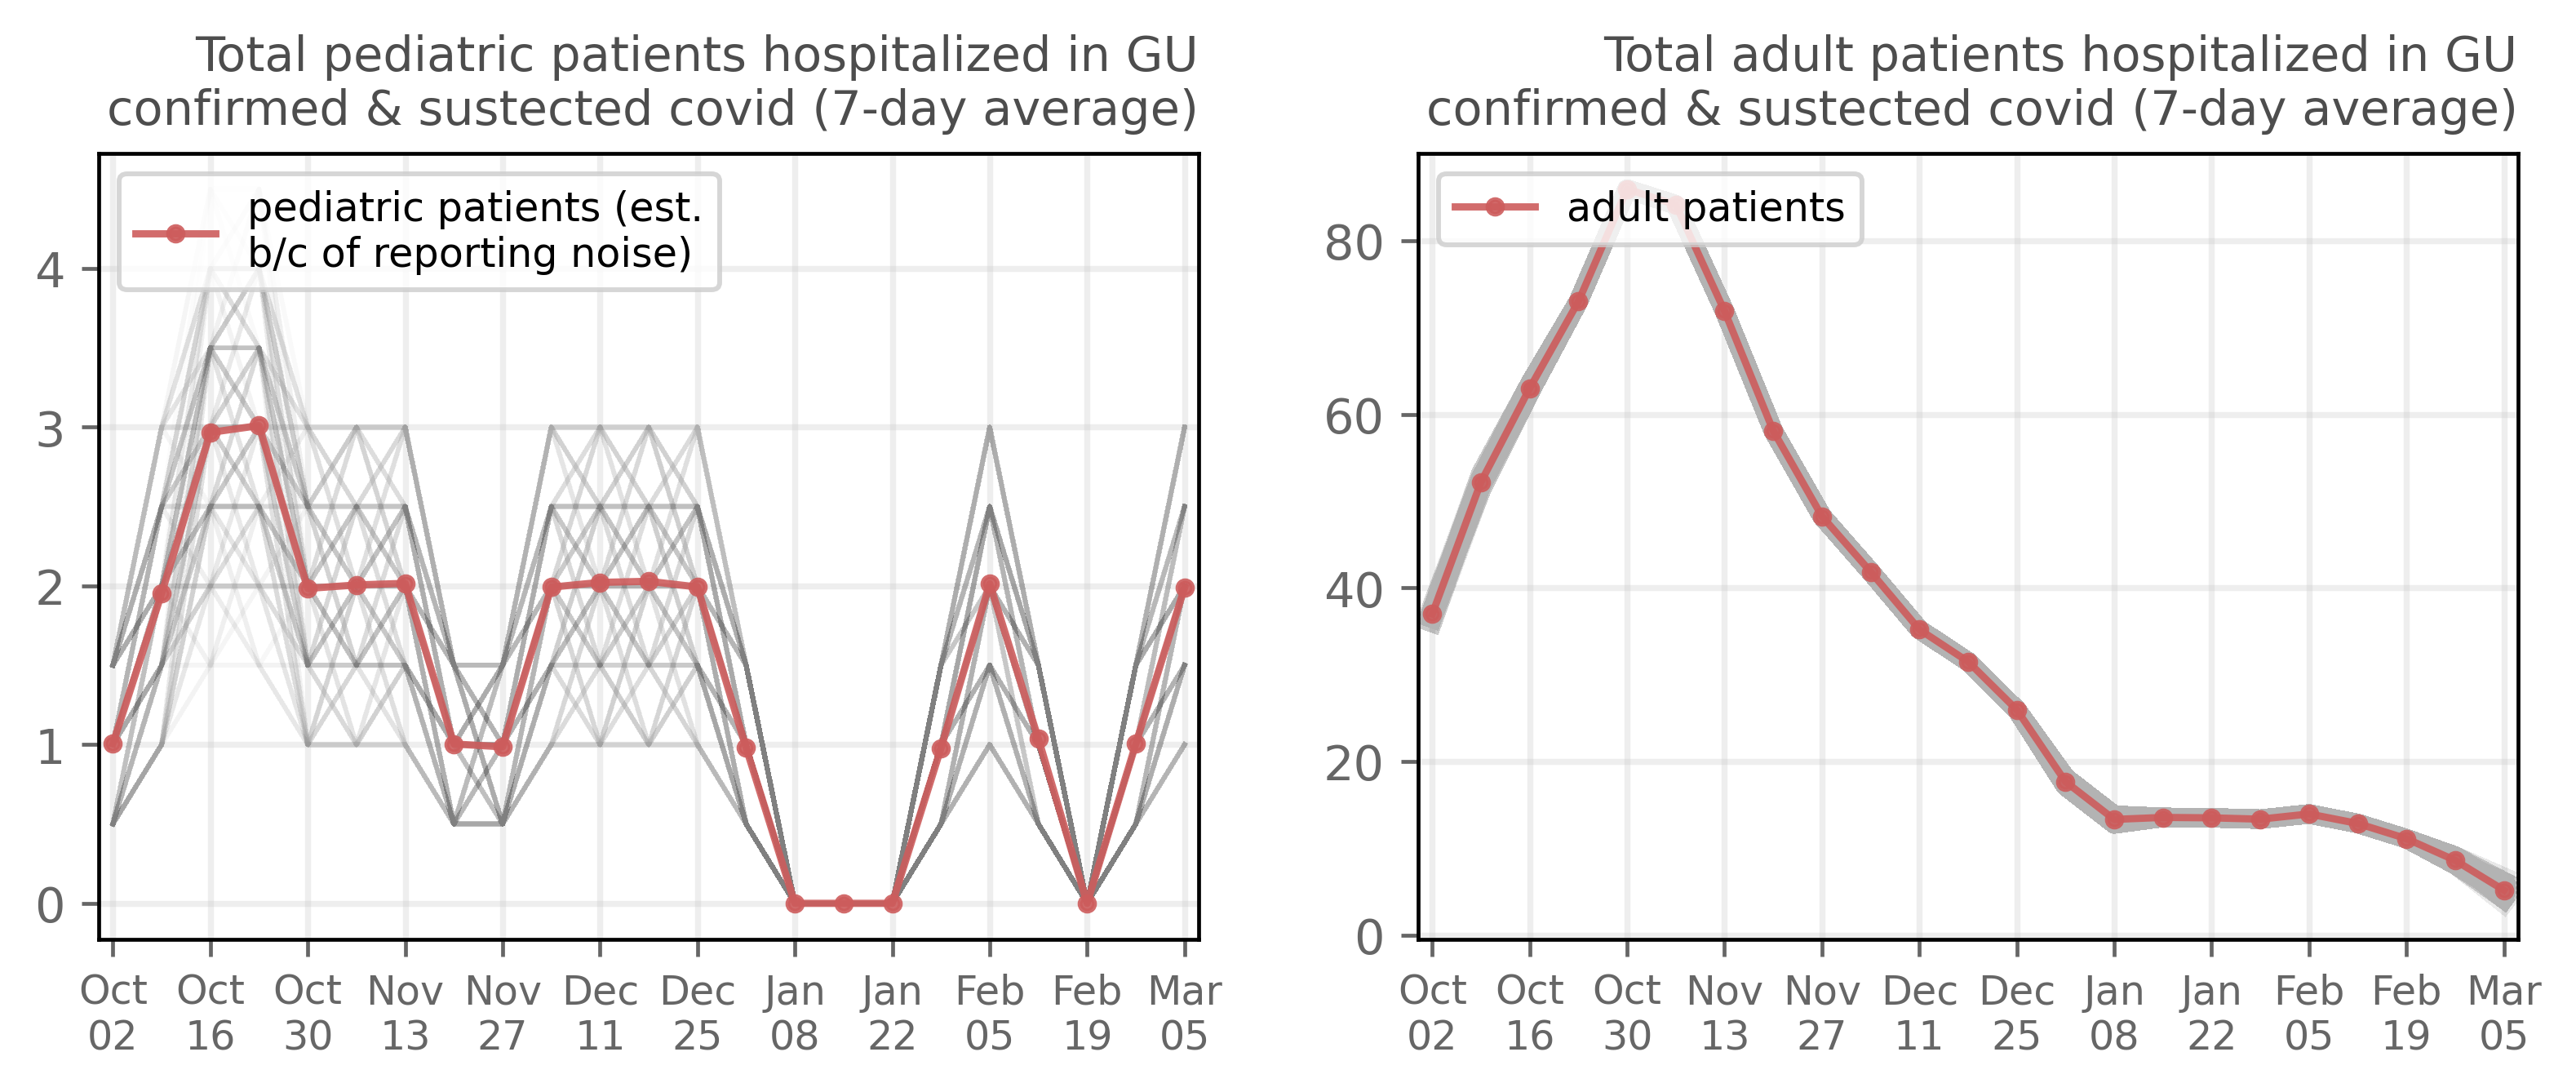 Total pediatric patients hospitalized in GU
confirmed & sustected covid (7-day average)
pediatric patients (est.
b/c of reporting noise)
4
3
2
1
0
Oct Oct Oct Nov Nov Dec Dec Jan Jan Feb Feb Mar
02 16 30 13 27 11 25 08 22 05 19 05
Total adult patients hospitalized in GU
confirmed & sustected covid (7-day average)
adult patients
80
60
40
20
0
Oct Oct Oct Nov Nov Dec Dec Jan Jan Feb Feb Mar
02 16 30 13 27 11 25 08 22 05 19 05